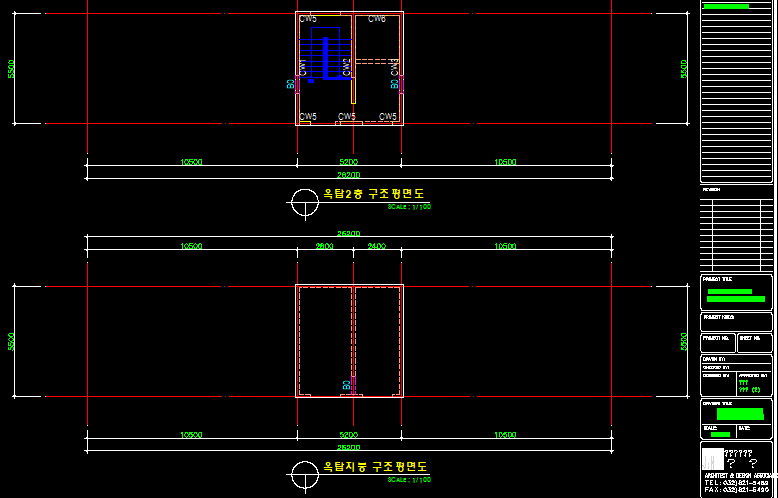 CW5 CW6
CW1 CW2 CW3
B0 B0
CW5 CW5 CW5
5500 5500
10500 5200 10500
26200
옥탑2층 구조평면도
SCALE : 1/100
26200
10500 2800 2400 10500
5500 5500
B0
10500 5200 10500
26200
옥탑지붕 구조평면도
SCALE : 1/100
REVISION
PROJECT TITLE
PROJECT NO. SHEET NO.
DRAWN BY.
CHECKED BY.
DESIGNED BY. APPROVED BY.
???
??? (?)
DRAWING TITLE
SCALE. DATE.
??????
? ?
ARCHITECT & DESIGN ASSOCIA